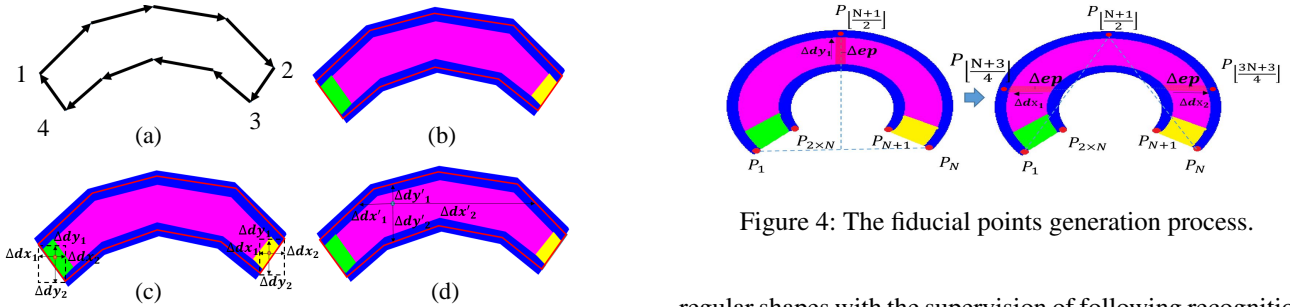 1
2
3
4
(a)
(b)
Δdy₁
Δdx₁
Δdx₂
Δdy₂
Δdy₁
Δdx₁
Δdx₂
Δdy₂
(c)
Δdy'₁
Δdx'₁
Δdx'₂
Δdy'₂
(d)
P⌊(N+1)/2⌋
Δdy₁
Δep
P₁
P₂×N
Pₙ₊₁
P_N
P⌊(N+1)/2⌋
P⌊(N+3)/4⌋
P⌊(3N+3)/4⌋
Δep
Δdx₁
Δep
Δdx₂
P₁
P₂×N
Pₙ₊₁
P_N
Figure 4: The fiducial points generation process.
regular shapes with the supervision of following recognitio